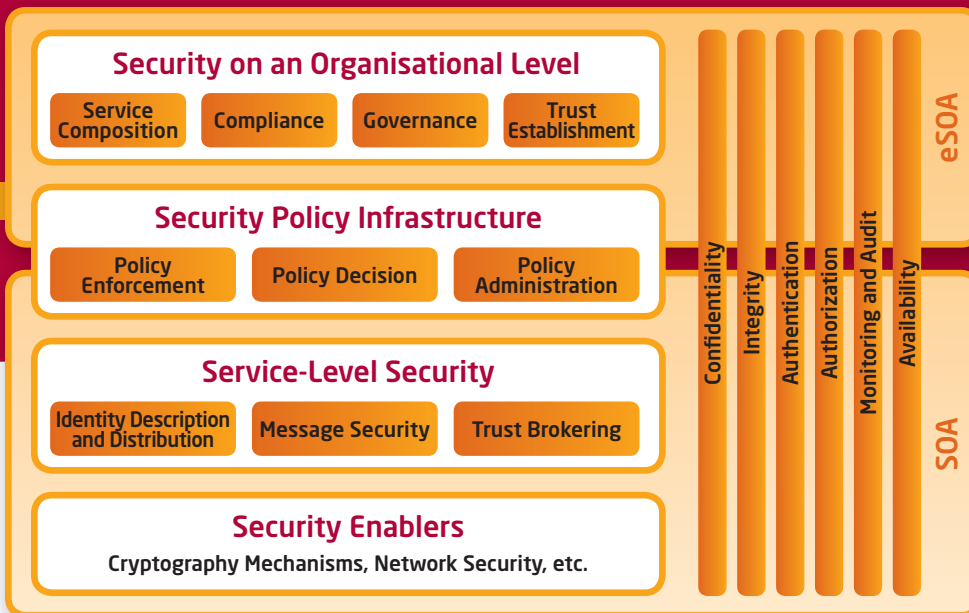 Security on an Organisational Level
Service
Composition
Compliance
Governance
Trust
Establishment
Security Policy Infrastructure
Policy
Enforcement
Policy Decision
Policy
Administration
Service-Level Security
Identity Description
and Distribution
Message Security
Trust Brokering
Security Enablers
Cryptography Mechanisms, Network Security, etc.
Confidentiality
Integrity
Authentication
Authorization
Monitoring and Audit
Availability
eSOA
SOA